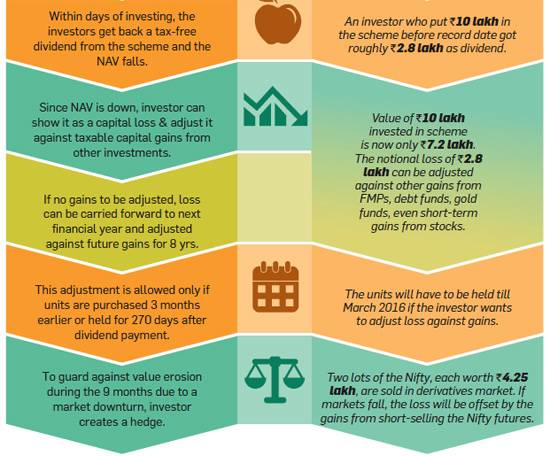 Within days of investing, the
investors get back a tax-free
dividend from the scheme and the
NAV falls.
An investor who put ₹10 lakh in
the scheme before record date got
roughly ₹2.8 lakh as dividend.
Since NAV is down, investor can
show it as a capital loss & adjust it
against taxable capital gains from
other investments.
Value of ₹10 lakh
invested in scheme
is now only ₹7.2 lakh.
The notional loss of ₹2.8
lakh can be adjusted
against other gains from
FMPs, debt funds, gold
funds, even short-term
gains from stocks.
If no gains to be adjusted, loss
can be carried forward to next
financial year and adjusted
against future gains for 8 yrs.
This adjustment is allowed only if
units are purchased 3 months
earlier or held for 270 days after
dividend payment.
The units will have to be held till
March 2016 if the investor wants
to adjust loss against gains.
To guard against value erosion
during the 9 months due to a
market downturn, investor
creates a hedge.
Two lots of the Nifty, each worth ₹4.25
lakh, are sold in derivatives market. If
markets fall, the loss will be offset by the
gains from short-selling the Nifty futures.